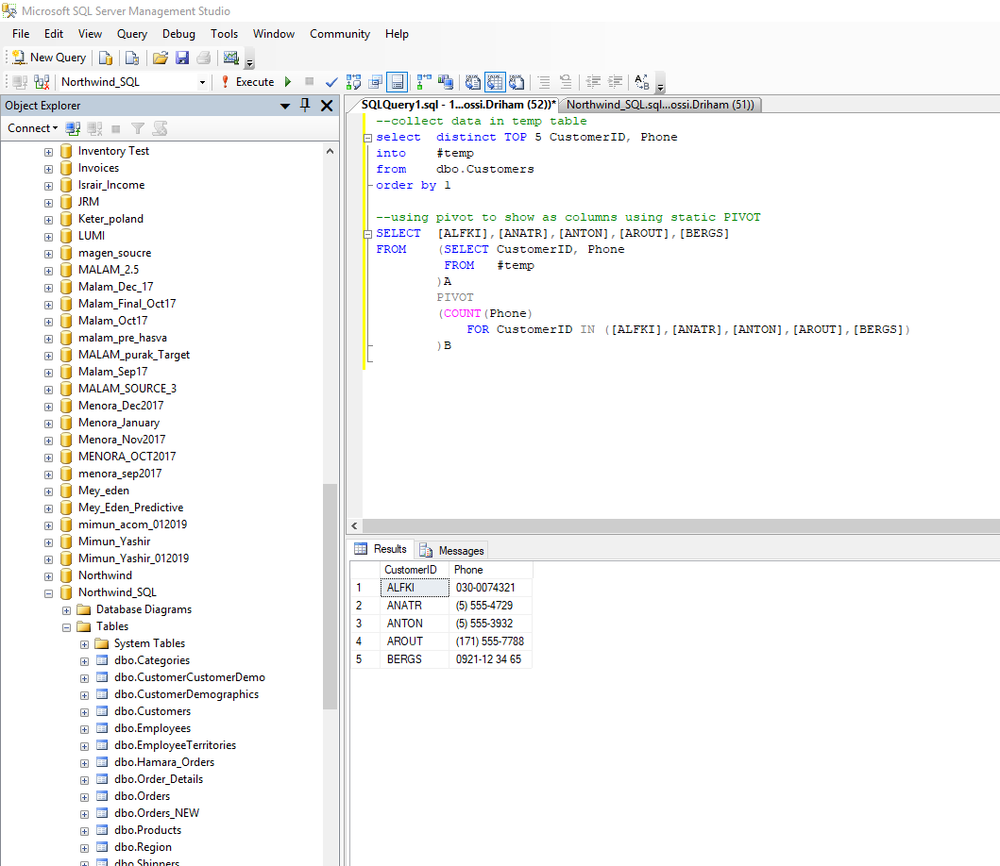 Microsoft SQL Server Management Studio
File Edit View Query Debug Tools Window Community Help
New Query
Northwind_SQL Execute
Object Explorer
Connect
Inventory Test
Invoices
Israir_Income
JRM
Keter_poland
LUMI
magen_soucre
MALAM_2.5
Malam_Dec_17
Malam_Final_Oct17
Malam_Oct17
malam_pre_hasva
MALAM_purak_Target
Malam_Sep17
MALAM_SOURCE_3
Menora_Dec2017
Menora_January
Menora_Nov2017
MENORA_OCT2017
menora_sep2017
Mey_eden
Mey_Eden_Predictive
mimun_acom_012019
Mimun_Yashir
Mimun_Yashir_012019
Northwind
Northwind_SQL
Database Diagrams
Tables
System Tables
dbo.Categories
dbo.CustomerCustomerDemo
dbo.CustomerDemographics
dbo.Customers
dbo.Employees
dbo.EmployeeTerritories
dbo.Hamara_Orders
dbo.Order_Details
dbo.Orders
dbo.Orders_NEW
dbo.Products
dbo.Region
dbo.Shippers
SQLQuery1.sql - 1...ossi.Driham (52))* Northwind_SQL.sql...ossi.Driham (51))
--collect data in temp table
select distinct TOP 5 CustomerID, Phone
into #temp
from dbo.Customers
order by 1
--using pivot to show as columns using static PIVOT
SELECT [ALFKI],[ANATR],[ANTON],[AROUT],[BERGS]
FROM (SELECT CustomerID, Phone
FROM #temp
)A
PIVOT
(COUNT(Phone)
FOR CustomerID IN ([ALFKI],[ANATR],[ANTON],[AROUT],[BERGS])
)B
Results Messages
CustomerID Phone
1 ALFKI 030-0074321
2 ANATR (5) 555-4729
3 ANTON (5) 555-3932
4 AROUT (171) 555-7788
5 BERGS 0921-12 34 65